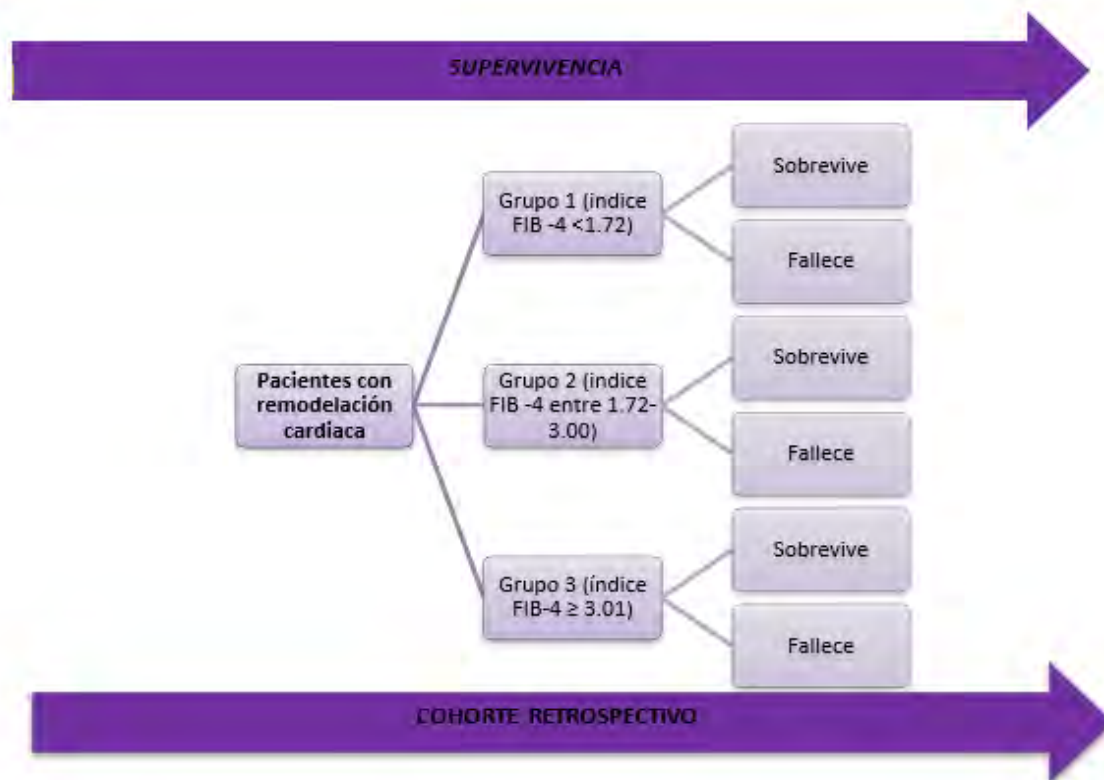 SUPERVIVENCIA
Sobrevive
Grupo 1 (indice
FIB -4 <1.72)
Fallece
Sobrevive
Pacientes con
remodelación
cardiaca
Grupo 2 (indice
FIB -4 entre 1.72-
3.00)
Fallece
Sobrevive
Grupo 3 (índice
FIB-4 ≥ 3.01)
Fallece
COHORTE RETROSPECTIVO